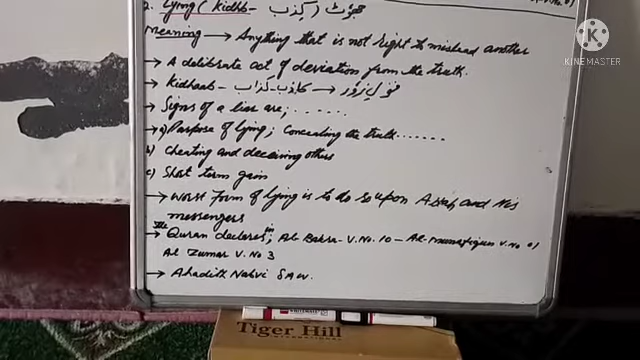 2. Lying ( Kidhb - کذب ) جھوٹ
V.No. 01
KINEMASTER
Meaning → Anything that is not right to mislead another
→ A deliberate act of deviation from the truth.
→ Kidhaab - کاذب - کذاب → قول زور
→ Signs of a liar are; .......
→ a) Purpose of lying; Concealing the truth.......
b) Cheating and deceiving others
c) Short term gain
→ Worst form of lying is to do so upon Allah and His
messengers
→ The Quran declares in; Al Bakra - V.No. 10 - Al-Munafiqun V. No 01
Al Zumar V. No 3
→ Ahadith Nabvi S.A.W.
Tiger Hill